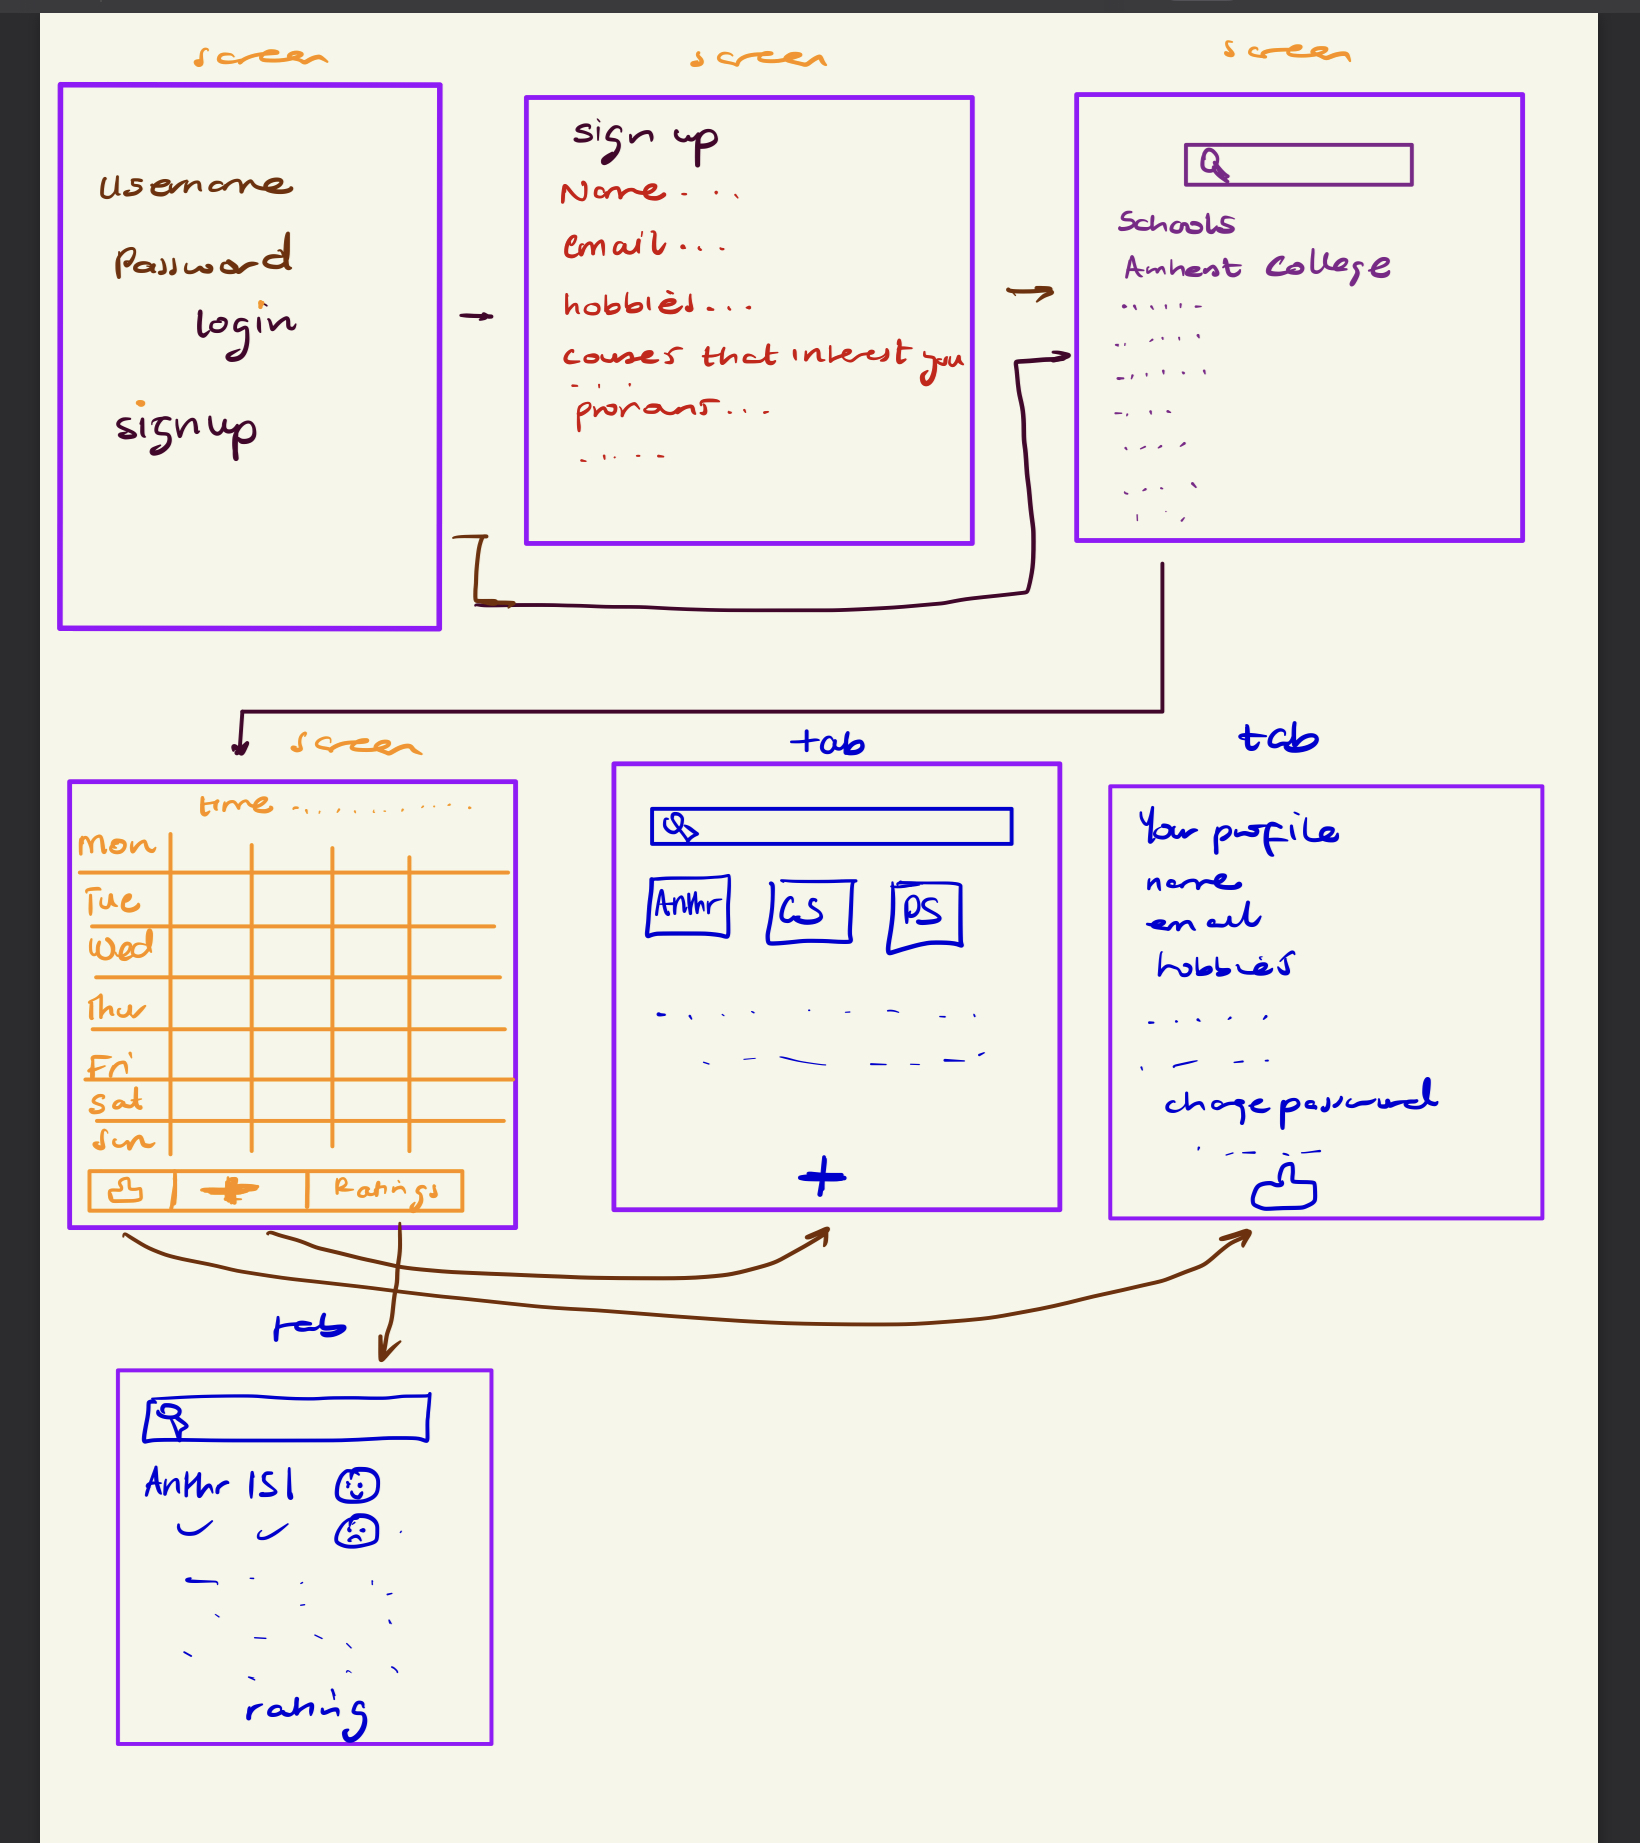 screen
username
Password
login
signup
screen
sign up
Name . . .
email . . .
hobbies . . .
courses that interest you
. . .
pronouns . . .
. . . .
screen
Schools
Amherst College
screen
time . . . . . . . . . .
Mon
Tue
Wed
Thur
Fri
Sat
Sun
+ Ratings
tab
Anthr CS PS
+
tab
Your profile
name
email
hobbies
change password
tab
Anthr 151
rating